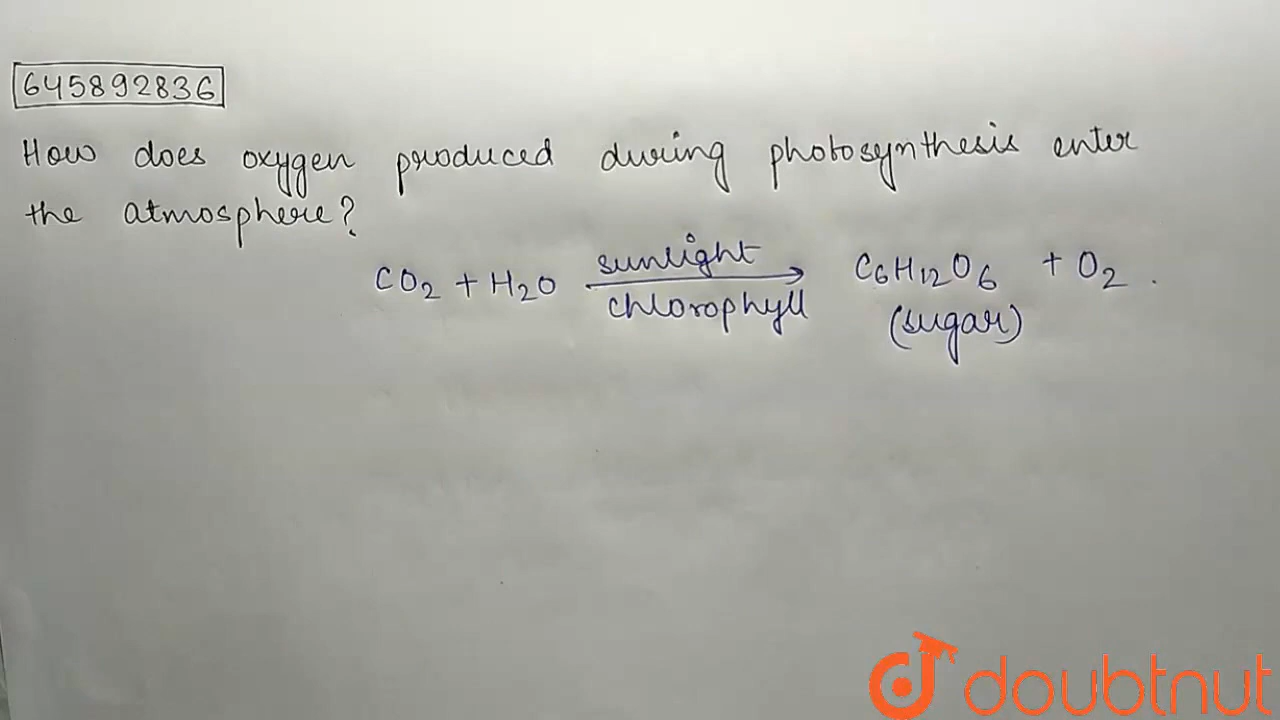 645892836
How does oxygen produced during photosynthesis enter
the atmosphere?
CO2 + H2O sunlight → chlorophyll C6H12O6 + O2 .
(sugar)
doubtnut